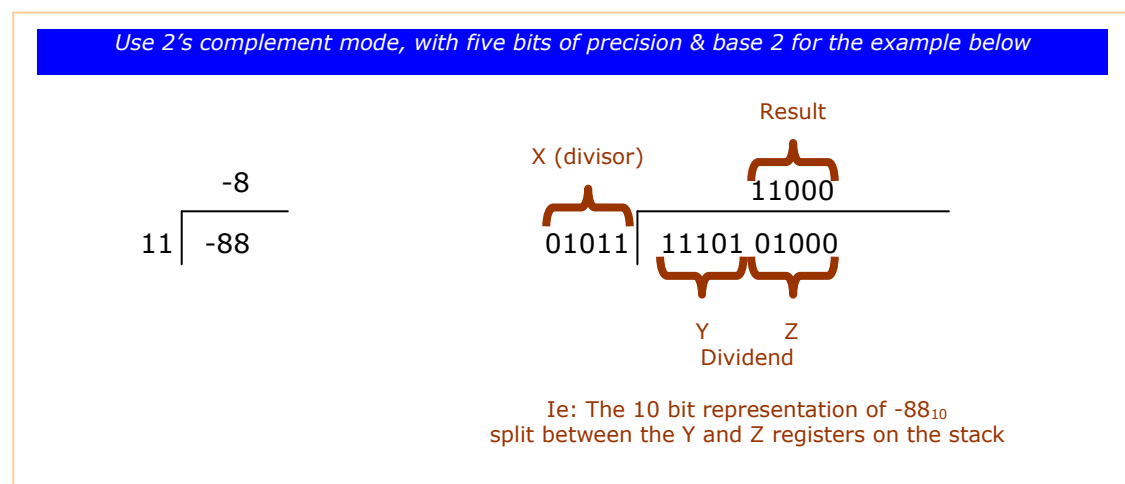 Use 2’s complement mode, with five bits of precision & base 2 for the example below
Result
X (divisor)
-8
11000
11 -88
01011 11101 01000
Y Z
Dividend
Ie: The 10 bit representation of -88₁₀
split between the Y and Z registers on the stack